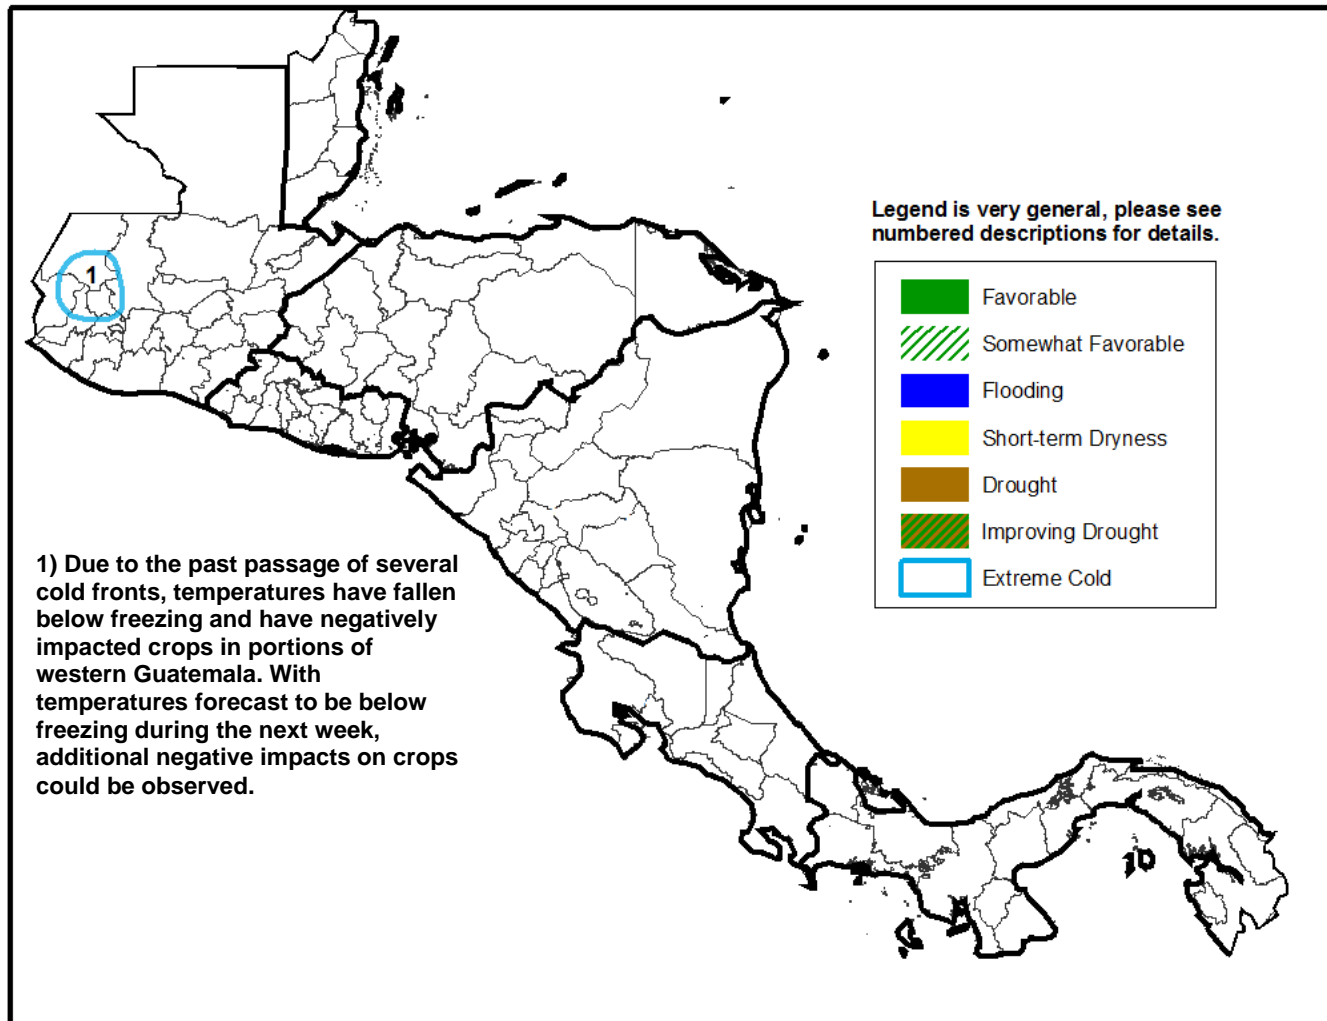 1
Legend is very general, please see
numbered descriptions for details.
Favorable
Somewhat Favorable
Flooding
Short-term Dryness
Drought
Improving Drought
Extreme Cold
1) Due to the past passage of several
cold fronts, temperatures have fallen
below freezing and have negatively
impacted crops in portions of
western Guatemala. With
temperatures forecast to be below
freezing during the next week,
additional negative impacts on crops
could be observed.